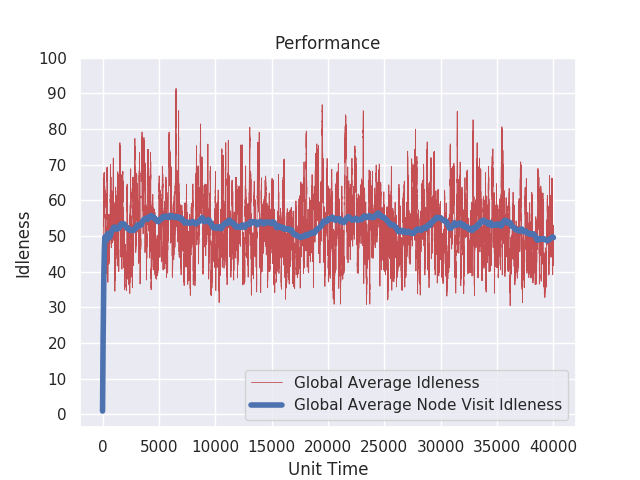 Performance
100
90
80
70
60
50
40
30
20
10
0
Idleness
Global Average Idleness
Global Average Node Visit Idleness
0 5000 10000 15000 20000 25000 30000 35000 40000
Unit Time